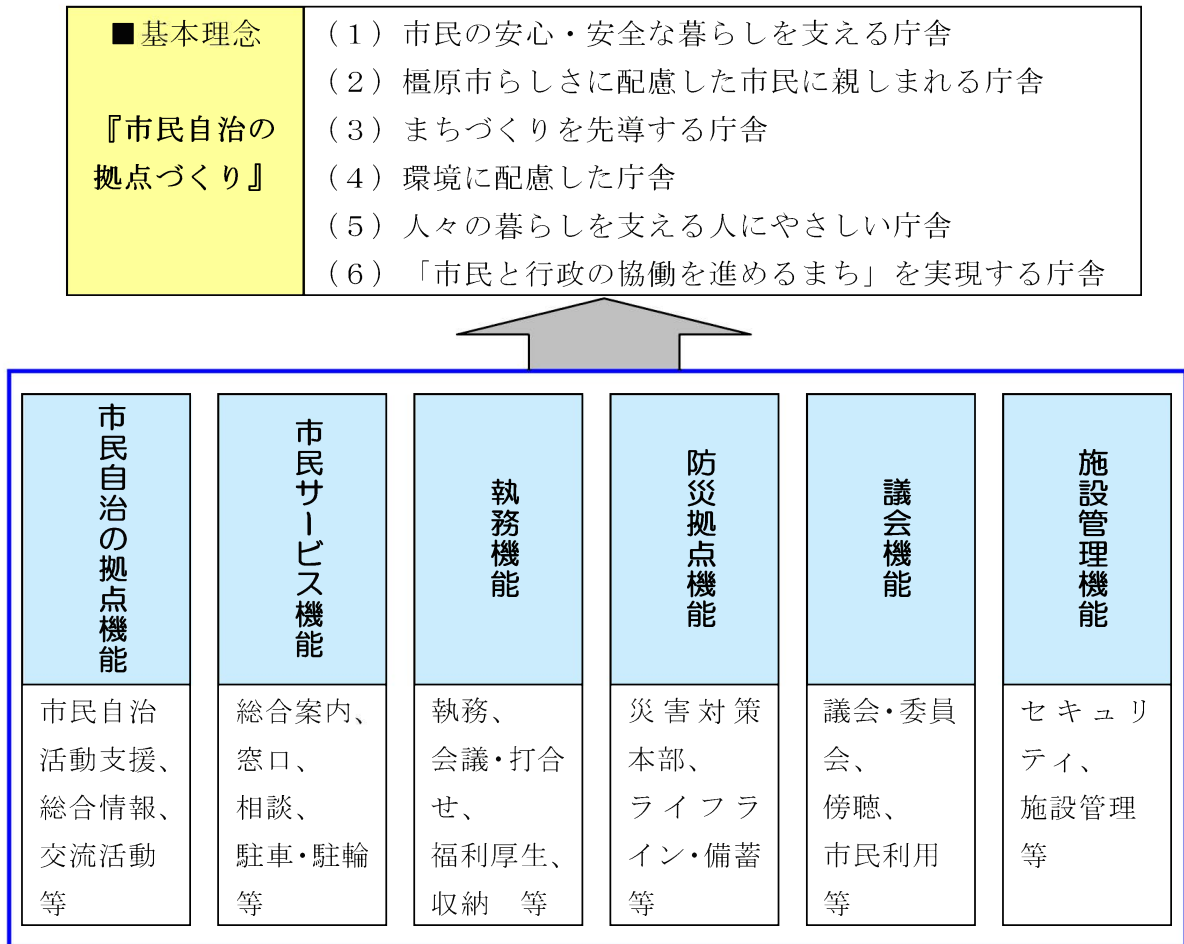 ■基本理念
『市民自治の
拠点づくり』
（１）市民の安心・安全な暮らしを支える庁舎
（２）橿原市らしさに配慮した市民に親しまれる庁舎
（３）まちづくりを先導する庁舎
（４）環境に配慮した庁舎
（５）人々の暮らしを支える人にやさしい庁舎
（６）「市民と行政の協働を進めるまち」を実現する庁舎
市民自治の拠点機能
市民自治
活動支援、
総合情報、
交流活動
等
市民サービス機能
総合案内、
窓口、
相談、
駐車・駐輪
等
執務機能
執務、
会議・打合
せ、
福利厚生、
収納　等
防災拠点機能
災害対策
本部、
ライフラ
イン・備蓄
等
議会機能
議会・委員
会、
傍聴、
市民利用
等
施設管理機能
セキュリ
ティ、
施設管理
等